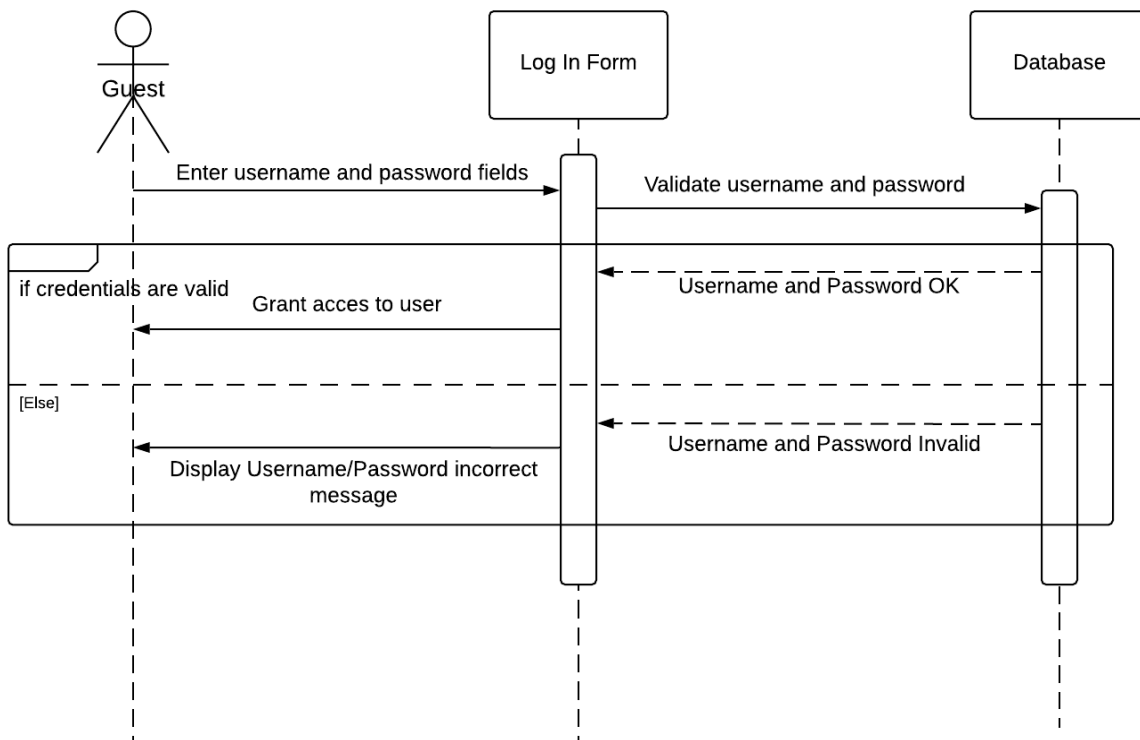 Guest
Log In Form
Database
Enter username and password fields
Validate username and password
if credentials are valid
Username and Password OK
Grant acces to user
[Else]
Username and Password Invalid
Display Username/Password incorrect
message